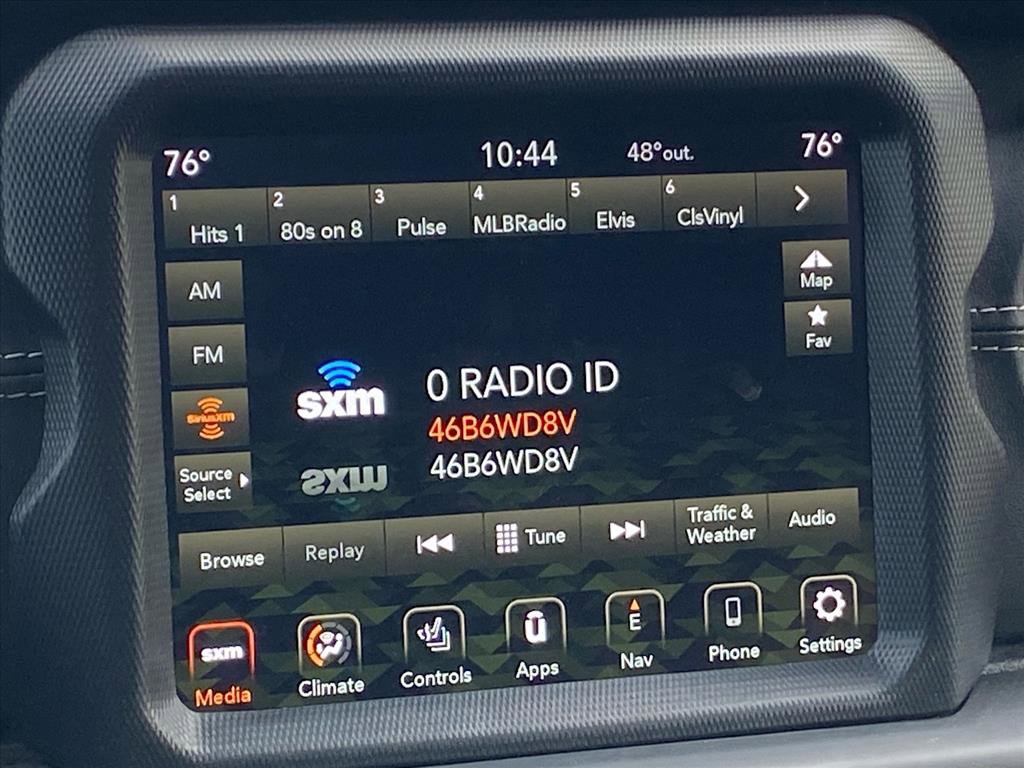 76°
10:44
48°out.
76°
1 Hits 1
2 80s on 8
3 Pulse
4 MLBRadio
5 Elvis
6 ClsVinyl
AM
Map
FM
Fav
SiriusXM
sxm
0 RADIO ID
46B6WD8V
46B6WD8V
Source
Select
sxm
Browse
Replay
Tune
Traffic &
Weather
Audio
sxm
Media
Climate
Controls
Apps
E
Nav
Phone
Settings